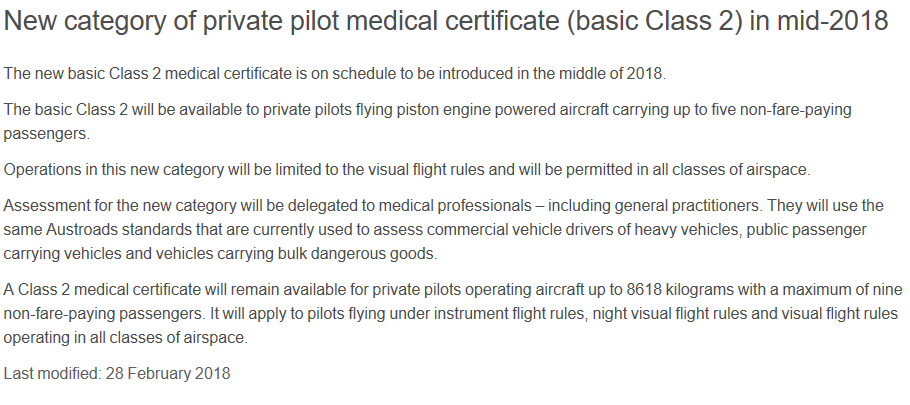 New category of private pilot medical certificate (basic Class 2) in mid-2018
The new basic Class 2 medical certificate is on schedule to be introduced in the middle of 2018.
The basic Class 2 will be available to private pilots flying piston engine powered aircraft carrying up to five non-fare-paying
passengers.
Operations in this new category will be limited to the visual flight rules and will be permitted in all classes of airspace.
Assessment for the new category will be delegated to medical professionals – including general practitioners. They will use the
same Austroads standards that are currently used to assess commercial vehicle drivers of heavy vehicles, public passenger
carrying vehicles and vehicles carrying bulk dangerous goods.
A Class 2 medical certificate will remain available for private pilots operating aircraft up to 8618 kilograms with a maximum of nine
non-fare-paying passengers. It will apply to pilots flying under instrument flight rules, night visual flight rules and visual flight rules
operating in all classes of airspace.
Last modified: 28 February 2018